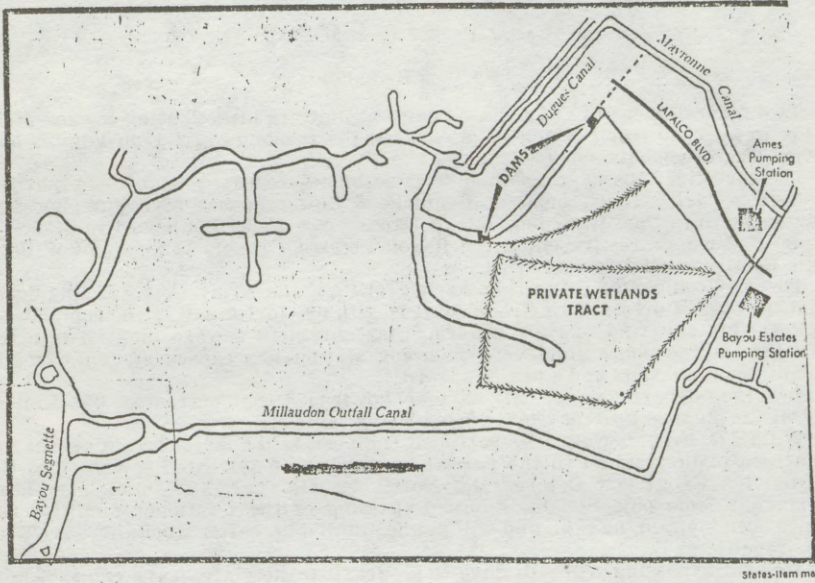 Mayronne
Canal
Dugues Canal
LAPALCO BLVD.
Ames
Pumping
Station
DAMS
PRIVATE WETLANDS
TRACT
Bayou Estates
Pumping Station
Millaudon Outfall Canal
Bayou Segnette
States-Item